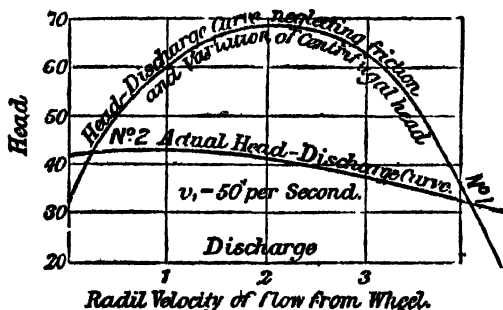 70
60
50
40
30
20
Head
Head-Discharge Curve neglecting friction
and Variation of Centrifugal head
No 2 Actual Head-Discharge Curve.
No 1
v₁ = 50' per Second.
Discharge
1 2 3
Radil Velocity of flow from Wheel.